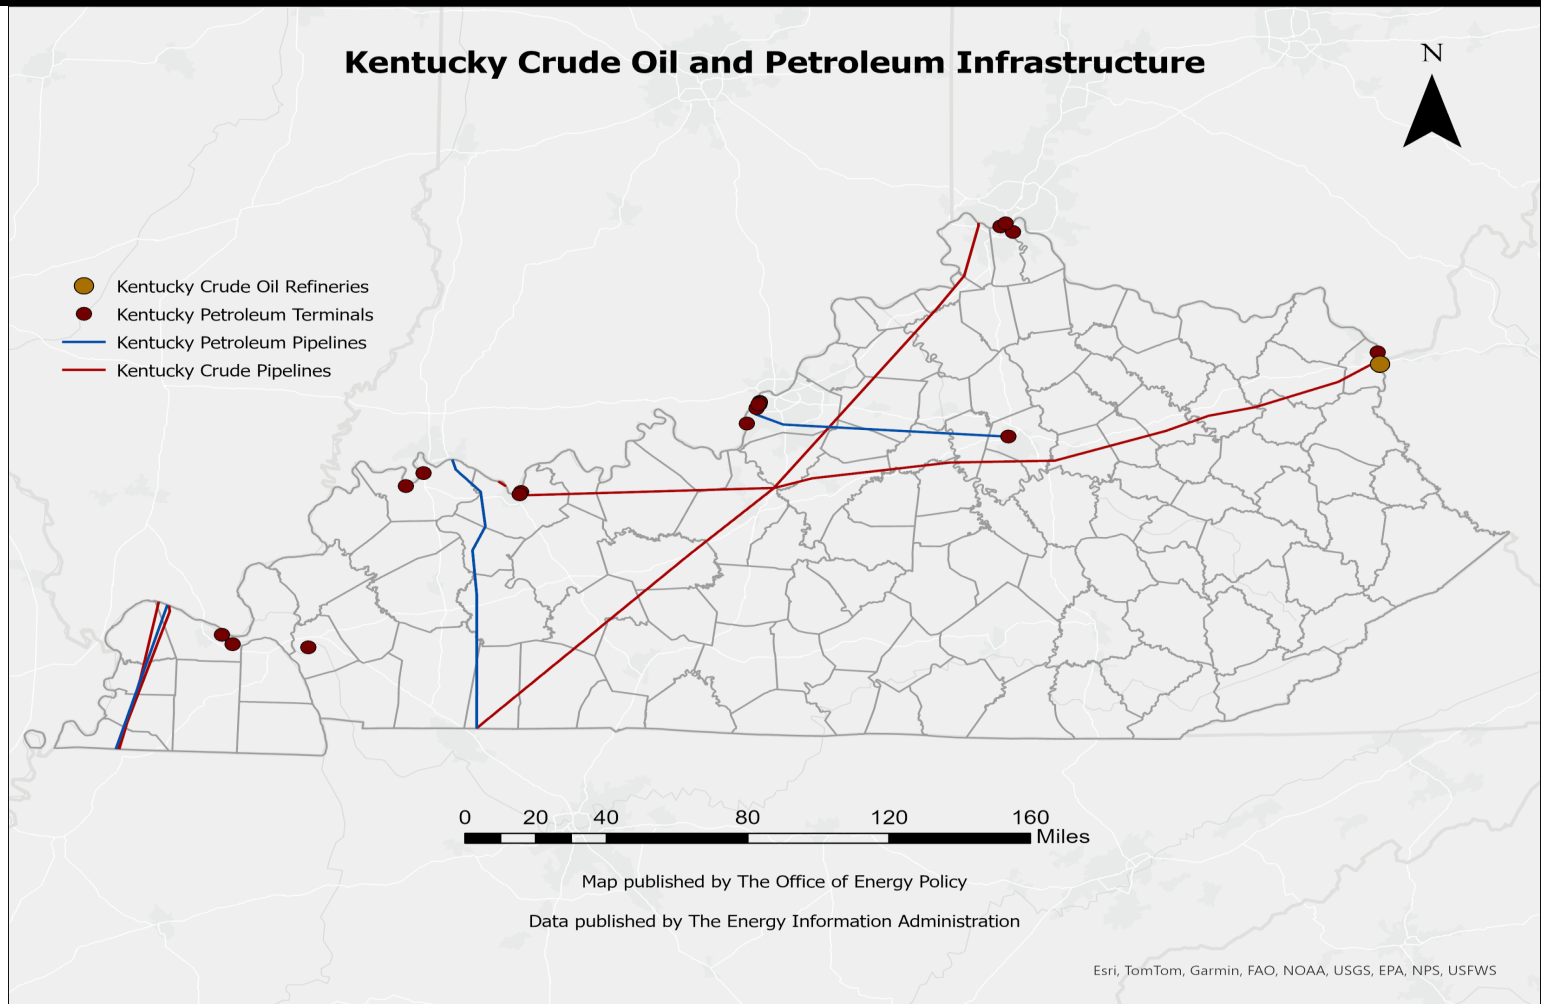 Kentucky Crude Oil and Petroleum Infrastructure
N
Kentucky Crude Oil Refineries
Kentucky Petroleum Terminals
Kentucky Petroleum Pipelines
Kentucky Crude Pipelines
0 20 40 80 120 160
Miles
Map published by The Office of Energy Policy
Data published by The Energy Information Administration
Esri, TomTom, Garmin, FAO, NOAA, USGS, EPA, NPS, USFWS